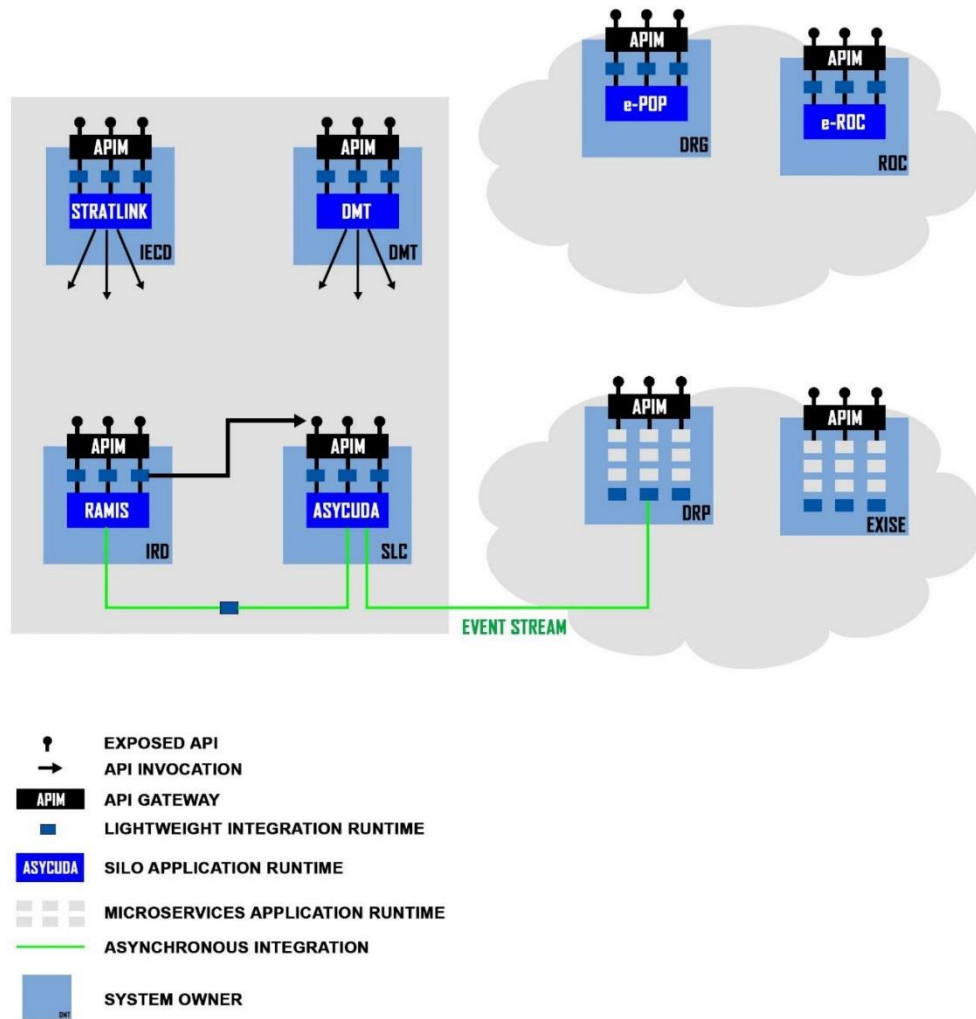 APIM
e-POP
DRG
APIM
e-ROC
ROC
APIM
STRATLINK
IECD
APIM
DMT
DMT
APIM
RAMIS
IRD
APIM
ASYCUDA
SLC
APIM
DRP
APIM
EXISE
EVENT STREAM
EXPOSED API
API INVOCATION
APIM API GATEWAY
LIGHTWEIGHT INTEGRATION RUNTIME
ASYCUDA SILO APPLICATION RUNTIME
MICROSERVICES APPLICATION RUNTIME
ASYNCHRONOUS INTEGRATION
SYSTEM OWNER
DMT